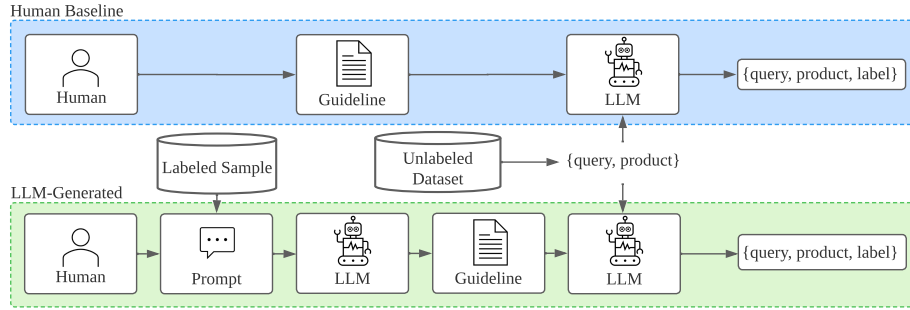 Human Baseline
Human
Guideline
LLM
{query, product, label}
Labeled Sample
Unlabeled
Dataset
{query, product}
LLM-Generated
Human
Prompt
LLM
Guideline
LLM
{query, product, label}